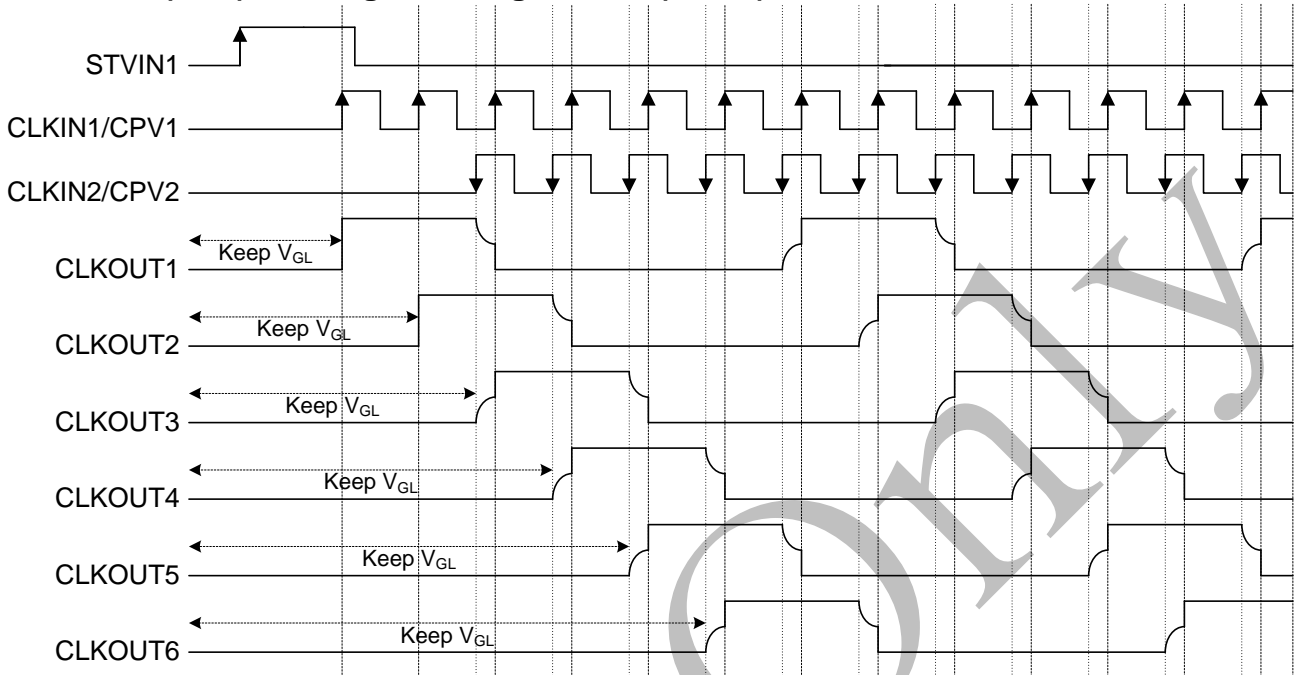 STVIN1
CLKIN1/CPV1
CLKIN2/CPV2
Keep VGL
CLKOUT1
Keep VGL
CLKOUT2
Keep VGL
CLKOUT3
Keep VGL
CLKOUT4
Keep VGL
CLKOUT5
Keep VGL
CLKOUT6
Only